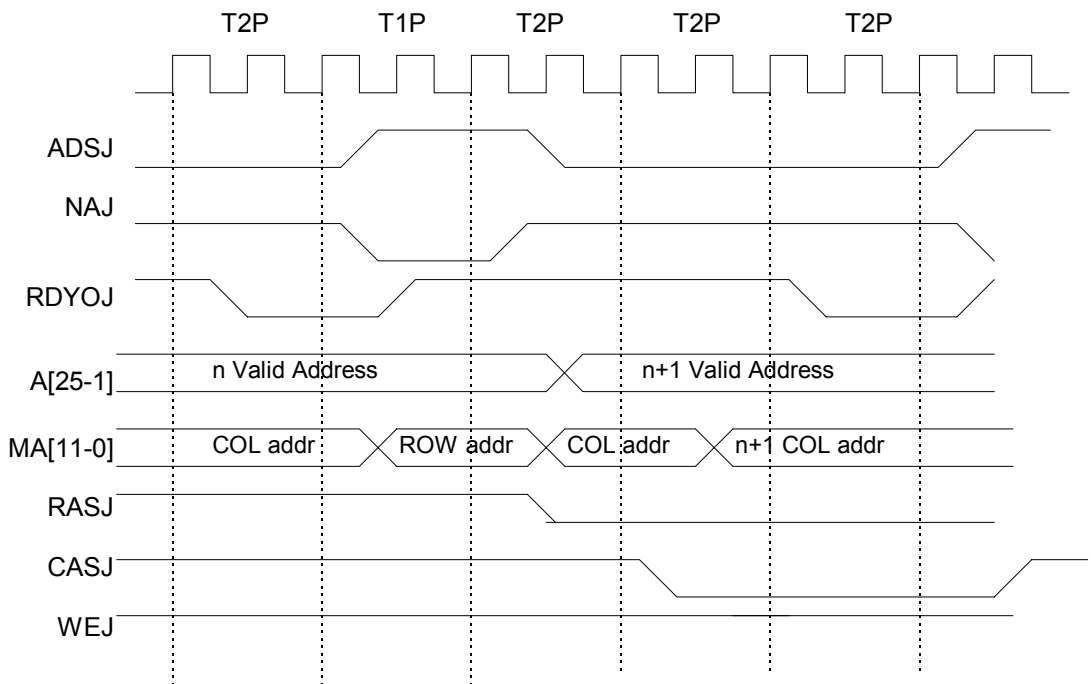 T2P T1P T2P T2P T2P
ADSJ
NAJ
RDYOJ
A[25-1] n Valid Address n+1 Valid Address
MA[11-0] COL addr ROW addr COL addr n+1 COL addr
RASJ
CASJ
WEJ